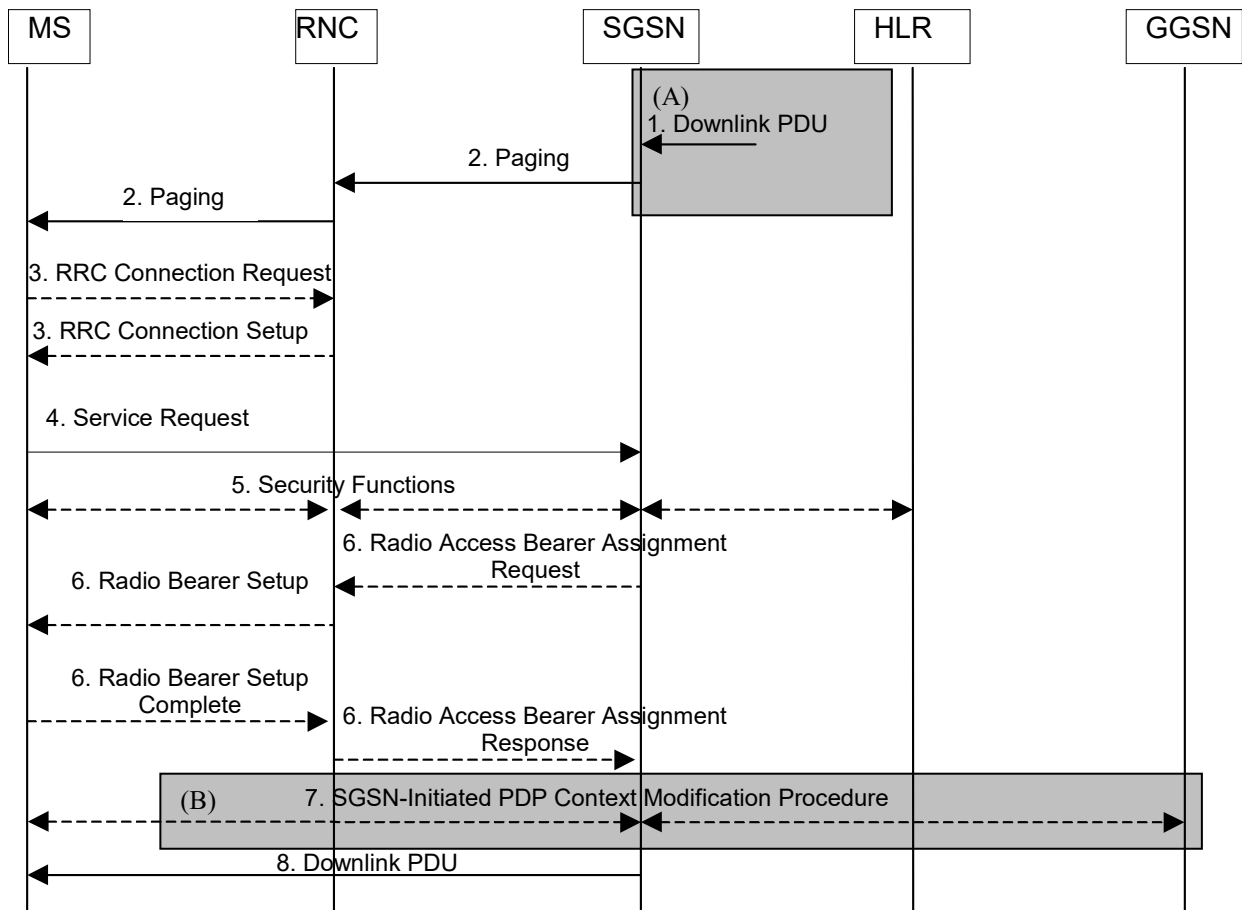 MS RNC SGSN HLR GGSN
(A)
1. Downlink PDU
2. Paging
2. Paging
3. RRC Connection Request
3. RRC Connection Setup
4. Service Request
5. Security Functions
6. Radio Access Bearer Assignment
Request
6. Radio Bearer Setup
6. Radio Bearer Setup
Complete
6. Radio Access Bearer Assignment
Response
(B) 7. SGSN-Initiated PDP Context Modification Procedure
8. Downlink PDU